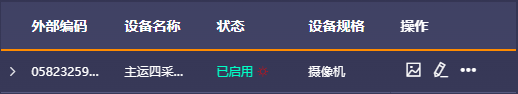 外部编码 设备名称 状态 设备规格 操作
05823259... 主运四采... 已启用 摄像机